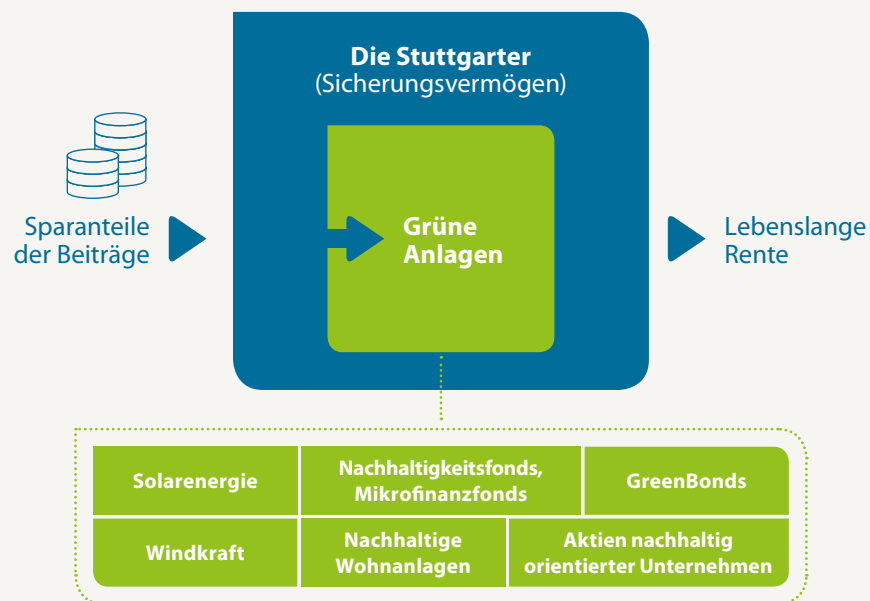 Die Stuttgarter
(Sicherungsvermögen)
Sparanteile
der Beiträge
Grüne
Anlagen
Lebenslange
Rente
Solarenergie
Nachhaltigkeitsfonds,
Mikrofinanzfonds
GreenBonds
Windkraft
Nachhaltige
Wohnanlagen
Aktien nachhaltig
orientierter Unternehmen